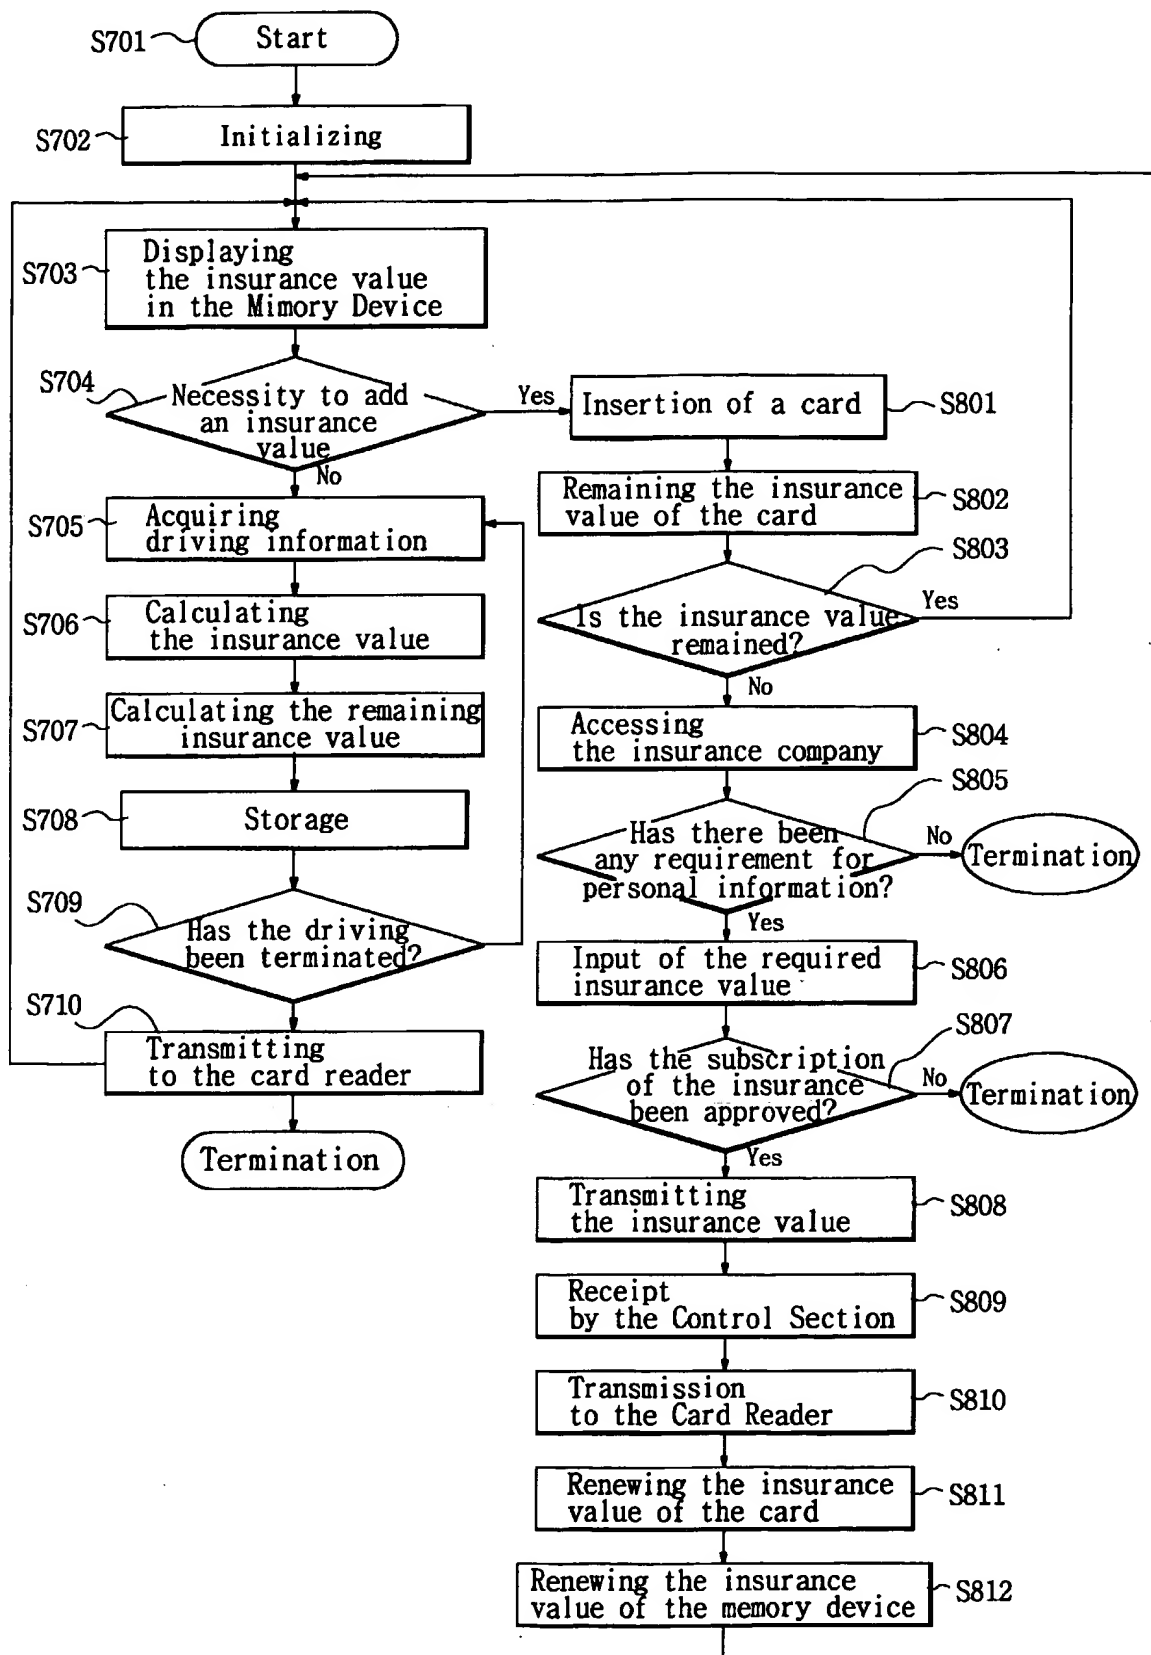 S701
Start
S702
Initializing
S703
Displaying
the insurance value
in the Mimory Device
S704
Necessity to add
an insurance
value
Yes
No
S705
Acquiring
driving information
S706
Calculating
the insurance value
S707
Calculating the remaining
insurance value
S708
Storage
S709
Has the driving
been terminated?
S710
Transmitting
to the card reader
Termination
Insertion of a card
S801
Remaining the insurance
value of the card
S802
S803
Is the insurance value
remained?
Yes
No
Accessing
the insurance company
S804
S805
Has there been
any requirement for
personal information?
No
Termination
Yes
Input of the required
insurance value
S806
S807
Has the subscription
of the insurance
been approved?
No
Termination
Yes
Transmitting
the insurance value
S808
Receipt
by the Control Section
S809
Transmission
to the Card Reader
S810
Renewing the insurance
value of the card
S811
Renewing the insurance
value of the memory device
S812